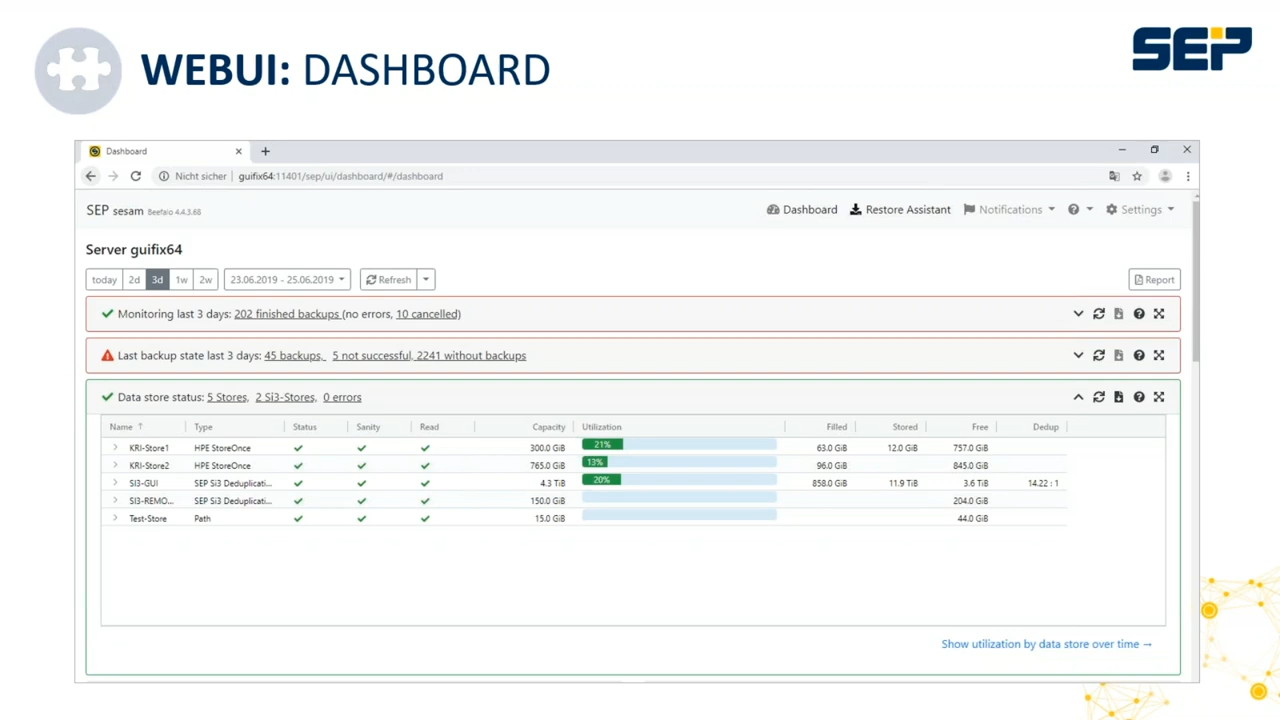 WEBUI: DASHBOARD
SEP
Dashboard
Nicht sicher guifix64:11401/sep/ui/dashboard/#/dashboard
SEP sesam Beefalo 4.4.3.68 Dashboard Restore Assistant Notifications Settings
Server guifix64
today 2d 3d 1w 2w 23.06.2019 - 25.06.2019 Refresh Report
Monitoring last 3 days: 202 finished backups (no errors, 10 cancelled)
Last backup state last 3 days: 45 backups, 5 not successful, 2241 without backups
Data store status: 5 Stores, 2 Si3-Stores, 0 errors
Name Type Status Sanity Read Capacity Utilization Filled Stored Free Dedup
KRI-Store1 HPE StoreOnce 300.0 GiB 21% 63.0 GiB 12.0 GiB 757.0 GiB
KRI-Store2 HPE StoreOnce 765.0 GiB 13% 96.0 GiB 845.0 GiB
SI3-GUI SEP Si3 Deduplicati... 4.3 TiB 20% 858.0 GiB 11.9 TiB 3.6 TiB 14.22 : 1
SI3-REMO... SEP Si3 Deduplicati... 150.0 GiB 204.0 GiB
Test-Store Path 15.0 GiB 44.0 GiB
Show utilization by data store over time →